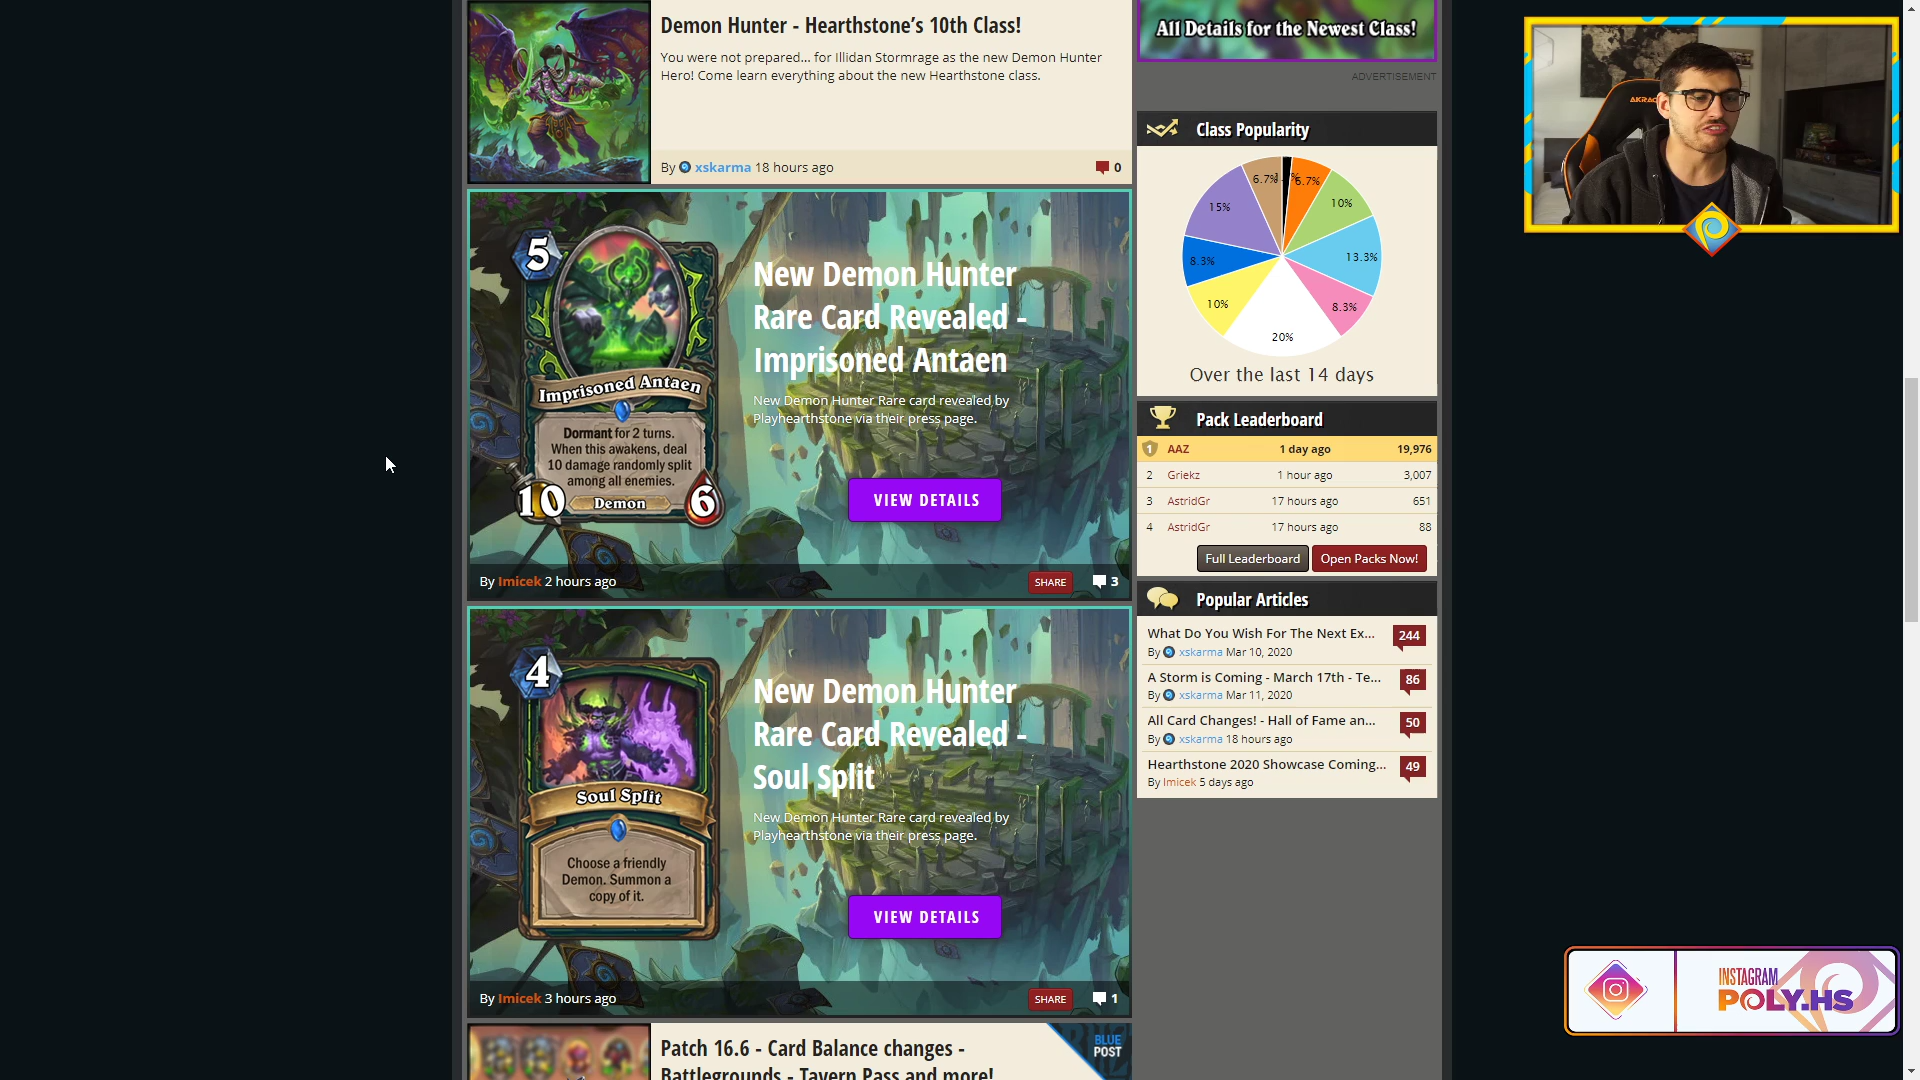 Demon Hunter - Hearthstone's 10th Class!
You were not prepared... for Illidan Stormrage as the new Demon Hunter
Hero! Come learn everything about the new Hearthstone class.
By xskarma 18 hours ago
0
5
Imprisoned Antaen
Dormant for 2 turns.
When this awakens, deal
10 damage randomly split
among all enemies.
10
Demon
6
New Demon Hunter
Rare Card Revealed -
Imprisoned Antaen
New Demon Hunter Rare card revealed by
Playhearthstone via their press page.
VIEW DETAILS
By Imicek 2 hours ago
SHARE
3
4
Soul Split
Choose a friendly
Demon. Summon a
copy of it.
New Demon Hunter
Rare Card Revealed -
Soul Split
New Demon Hunter Rare card revealed by
Playhearthstone via their press page.
VIEW DETAILS
By Imicek 3 hours ago
SHARE
1
Patch 16.6 - Card Balance changes -
Battlegrounds - Tavern Pass and more!
BLUE
POST
All Details for the Newest Class!
ADVERTISEMENT
Class Popularity
6.7%
6.7%
10%
15%
13.3%
8.3%
10%
8.3%
20%
Over the last 14 days
Pack Leaderboard
1 AAZ 1 day ago 19,976
2 Griekz 1 hour ago 3,007
3 AstridGr 17 hours ago 651
4 AstridGr 17 hours ago 88
Full Leaderboard
Open Packs Now!
Popular Articles
What Do You Wish For The Next Ex... 244
By xskarma Mar 10, 2020
A Storm is Coming - March 17th - Te... 86
By xskarma Mar 11, 2020
All Card Changes! - Hall of Fame an... 50
By xskarma 18 hours ago
Hearthstone 2020 Showcase Coming... 49
By Imicek 5 days ago
INSTAGRAM
POLY.HS